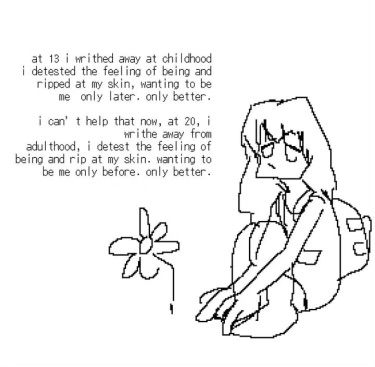 at 13 i writhed away at childhood
i detested the feeling of being and
ripped at my skin, wanting to be
me only later. only better.
i can't help that now, at 20, i
writhe away from
adulthood, i detest the feeling of
being and rip at my skin. wanting to
be me only before. only better.